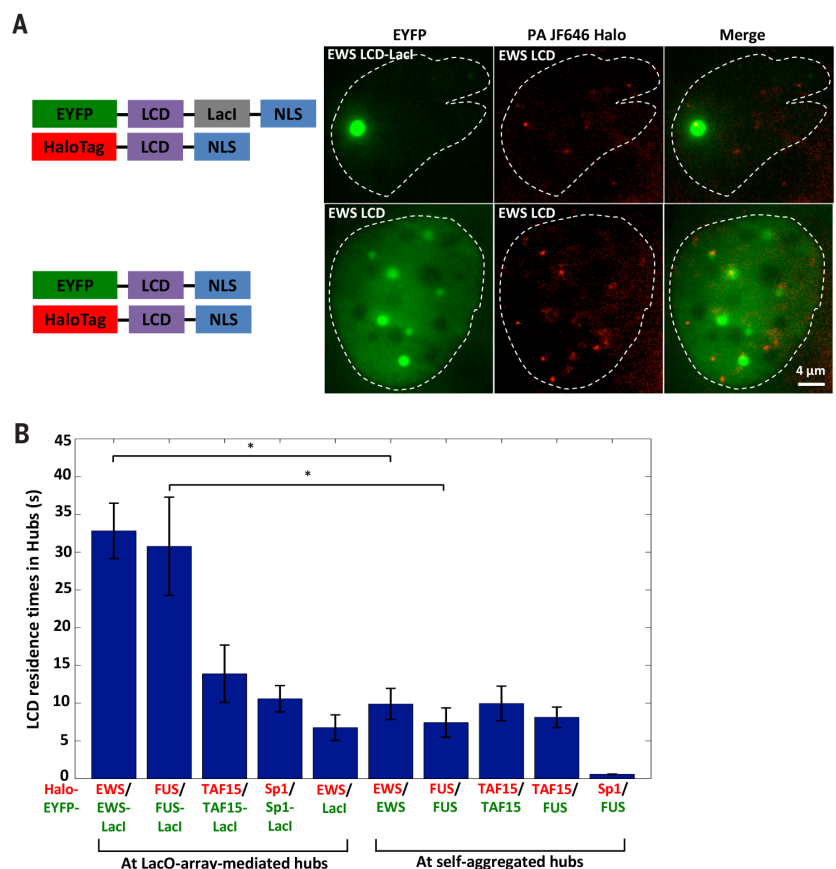 A
EYFP
PA JF646 Halo
Merge
EWS LCD-LacI
EWS LCD
EYFP LCD LacI NLS
HaloTag LCD NLS
EWS LCD
EWS LCD
EYFP LCD NLS
HaloTag LCD NLS
4 µm
B
LCD residence times in Hubs (s)
45
40
35
30
25
20
15
10
5
0
*
*
Halo- EWS/ FUS/ TAF15/ Sp1/ EWS/ EWS/ FUS/ TAF15/ TAF15/ Sp1/
EYFP- EWS- FUS- TAF15- Sp1- LacI EWS FUS TAF15 FUS FUS
LacI LacI LacI LacI
At LacO-array-mediated hubs
At self-aggregated hubs